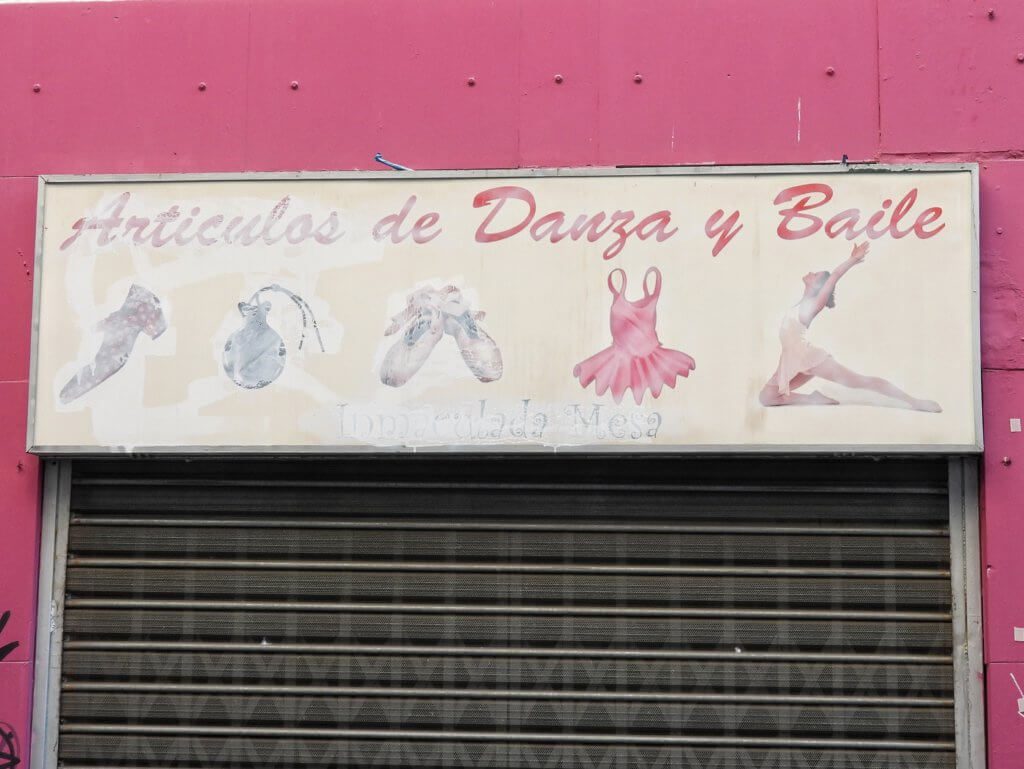 Articulos de Danza y Baile
Inmaculada Mesa